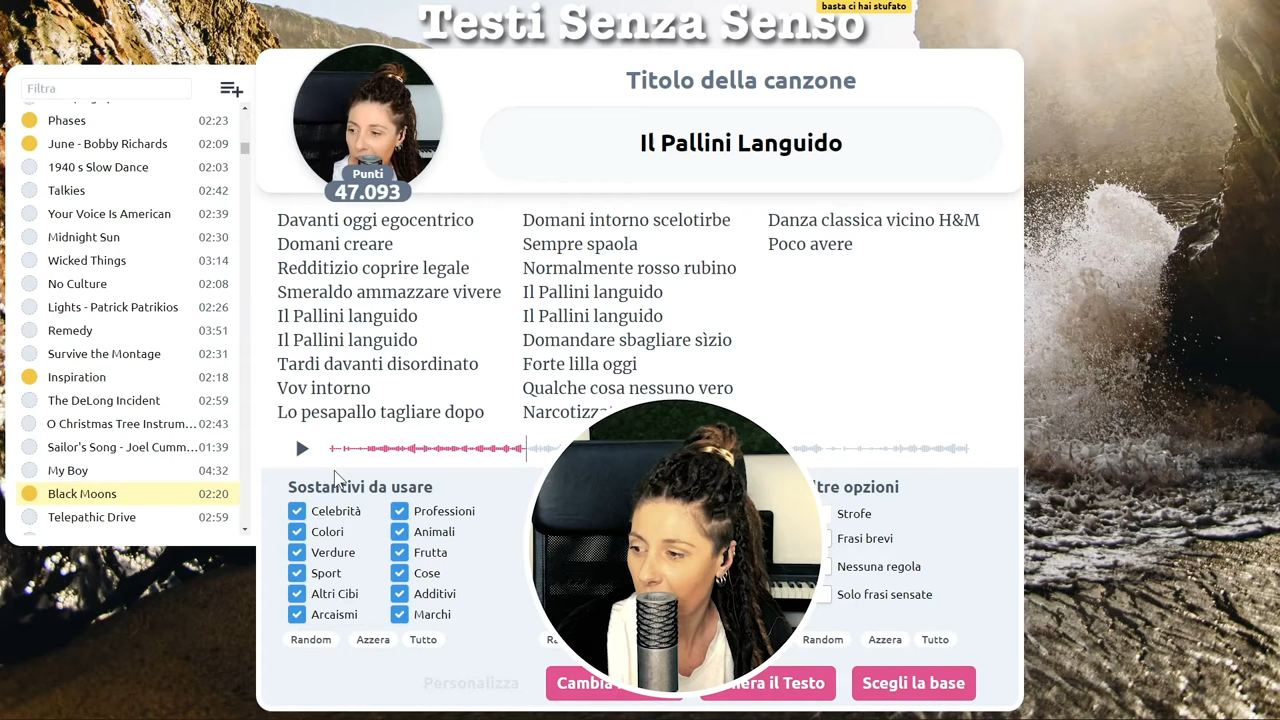 basta ci hai stufato
Testi Senza Senso
Filtra
Phases 02:23
June - Bobby Richards 02:09
1940 s Slow Dance 02:03
Talkies 02:42
Your Voice Is American 02:39
Midnight Sun 02:30
Wicked Things 03:14
No Culture 02:08
Lights - Patrick Patrikios 02:26
Remedy 03:51
Survive the Montage 02:31
Inspiration 02:18
The DeLong Incident 02:59
O Christmas Tree Instrum... 02:43
Sailor's Song - Joel Cumm... 01:39
My Boy 04:32
Black Moons 02:20
Telepathic Drive 02:59
Punti
47.093
Titolo della canzone
Il Pallini Languido
Davanti oggi egocentrico
Domani creare
Redditizio coprire legale
Smeraldo ammazzare vivere
Il Pallini languido
Il Pallini languido
Tardi davanti disordinato
Vov intorno
Lo pesapallo tagliare dopo
Domani intorno scelotirbe
Sempre spaola
Normalmente rosso rubino
Il Pallini languido
Il Pallini languido
Domandare sbagliare sìzio
Forte lilla oggi
Qualche cosa nessuno vero
Danza classica vicino H&M
Poco avere
Sostantivi da usare
Celebrità
Colori
Verdure
Sport
Altri Cibi
Arcaismi
Professioni
Animali
Frutta
Cose
Additivi
Marchi
Random Azzera Tutto
opzioni
Strofe
Frasi brevi
Nessuna regola
Solo frasi sensate
Random Azzera Tutto
Personalizza
il Testo
Scegli la base